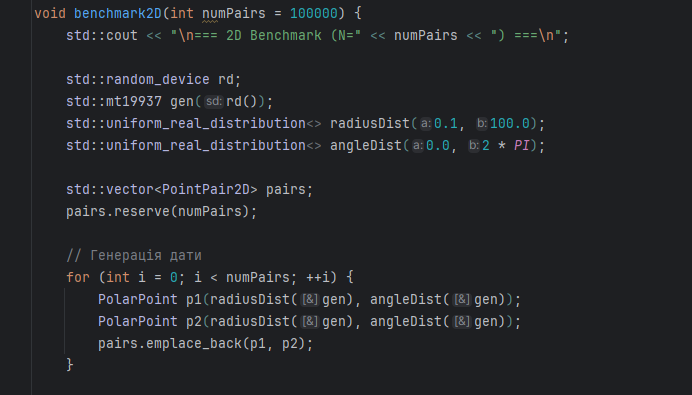 void benchmark2D(int numPairs = 100000) {
    std::cout << "\n=== 2D Benchmark (N=" << numPairs << ") ===\n";

    std::random_device rd;
    std::mt19937 gen(sd:rd());
    std::uniform_real_distribution<> radiusDist(a:0.1, b:100.0);
    std::uniform_real_distribution<> angleDist(a:0.0, b:2 * PI);

    std::vector<PointPair2D> pairs;
    pairs.reserve(numPairs);

    // Генерація дати
    for (int i = 0; i < numPairs; ++i) {
        PolarPoint p1(radiusDist([&]gen), angleDist([&]gen));
        PolarPoint p2(radiusDist([&]gen), angleDist([&]gen));
        pairs.emplace_back(p1, p2);
    }